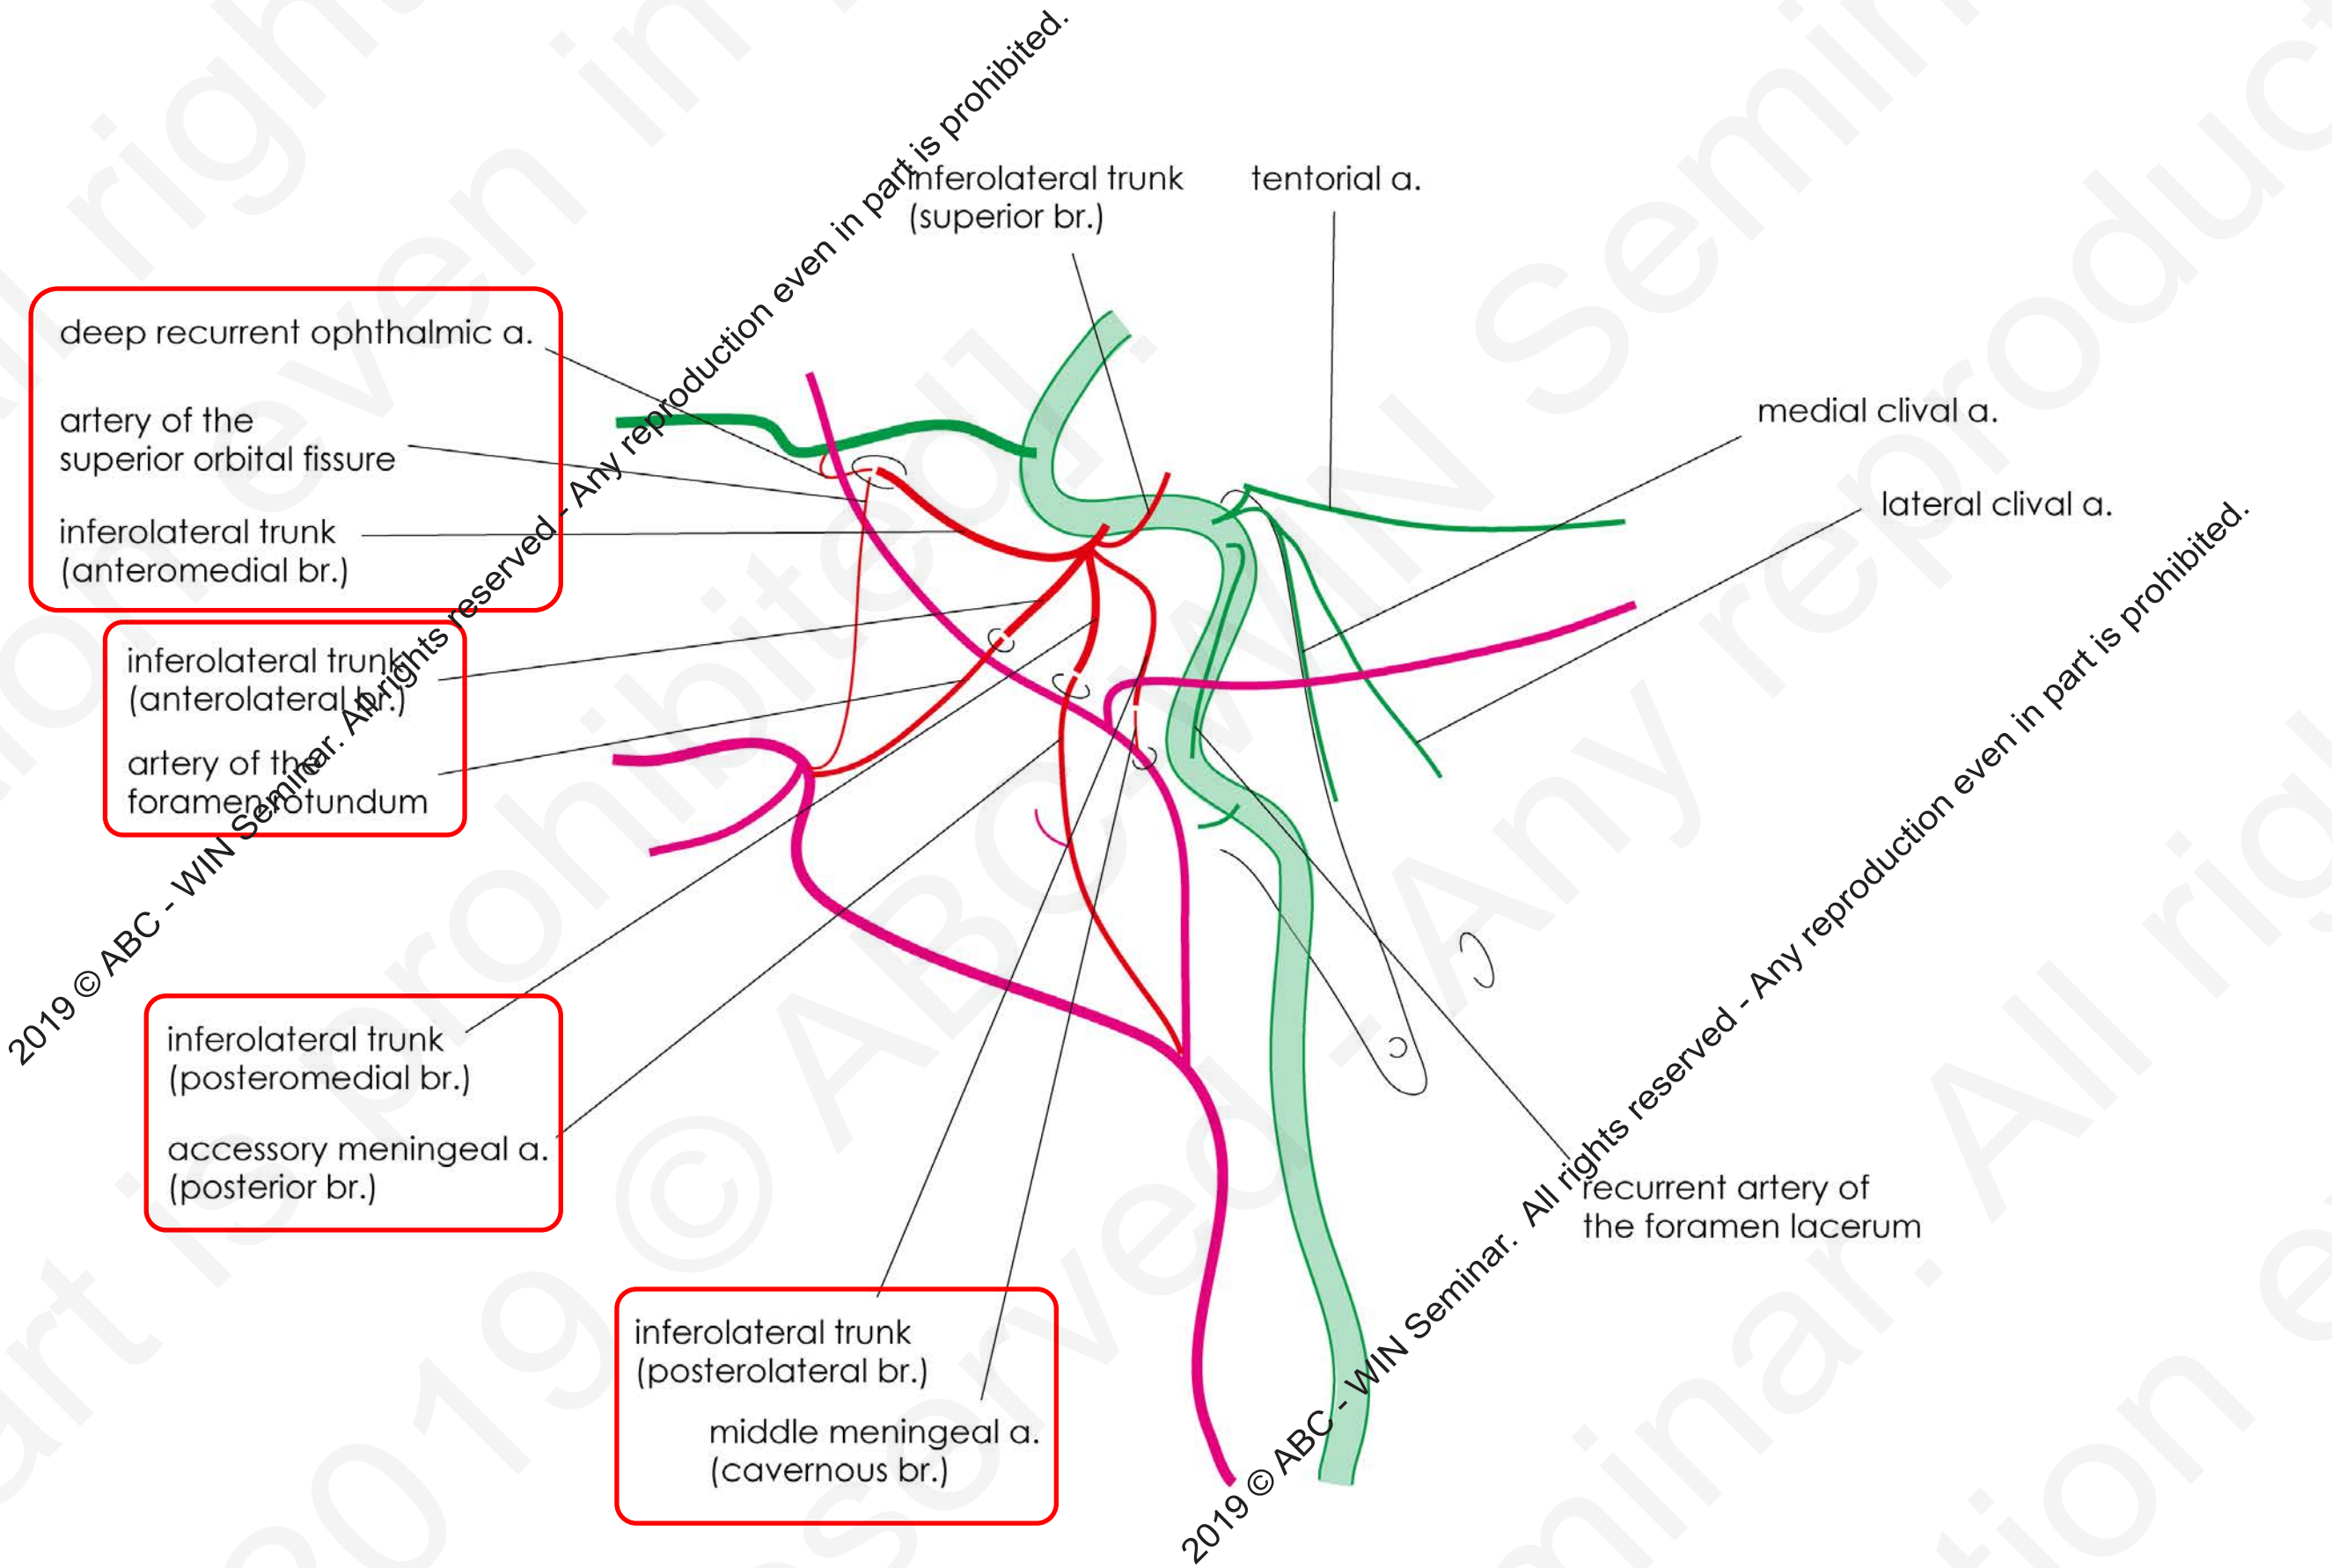 inferolateral trunk
(superior br.)
tentorial a.
deep recurrent ophthalmic a.
artery of the
superior orbital fissure
inferolateral trunk
(anteromedial br.)
medial clival a.
lateral clival a.
inferolateral trunk
(anterolateral br.)
artery of the
foramen rotundum
inferolateral trunk
(posteromedial br.)
accessory meningeal a.
(posterior br.)
recurrent artery of
the foramen lacerum
inferolateral trunk
(posterolateral br.)
middle meningeal a.
(cavernous br.)
2019 © ABC - WIN Seminar. All rights reserved - Any reproduction even in part is prohibited.
2019 © ABC - WIN Seminar. All rights reserved - Any reproduction even in part is prohibited.